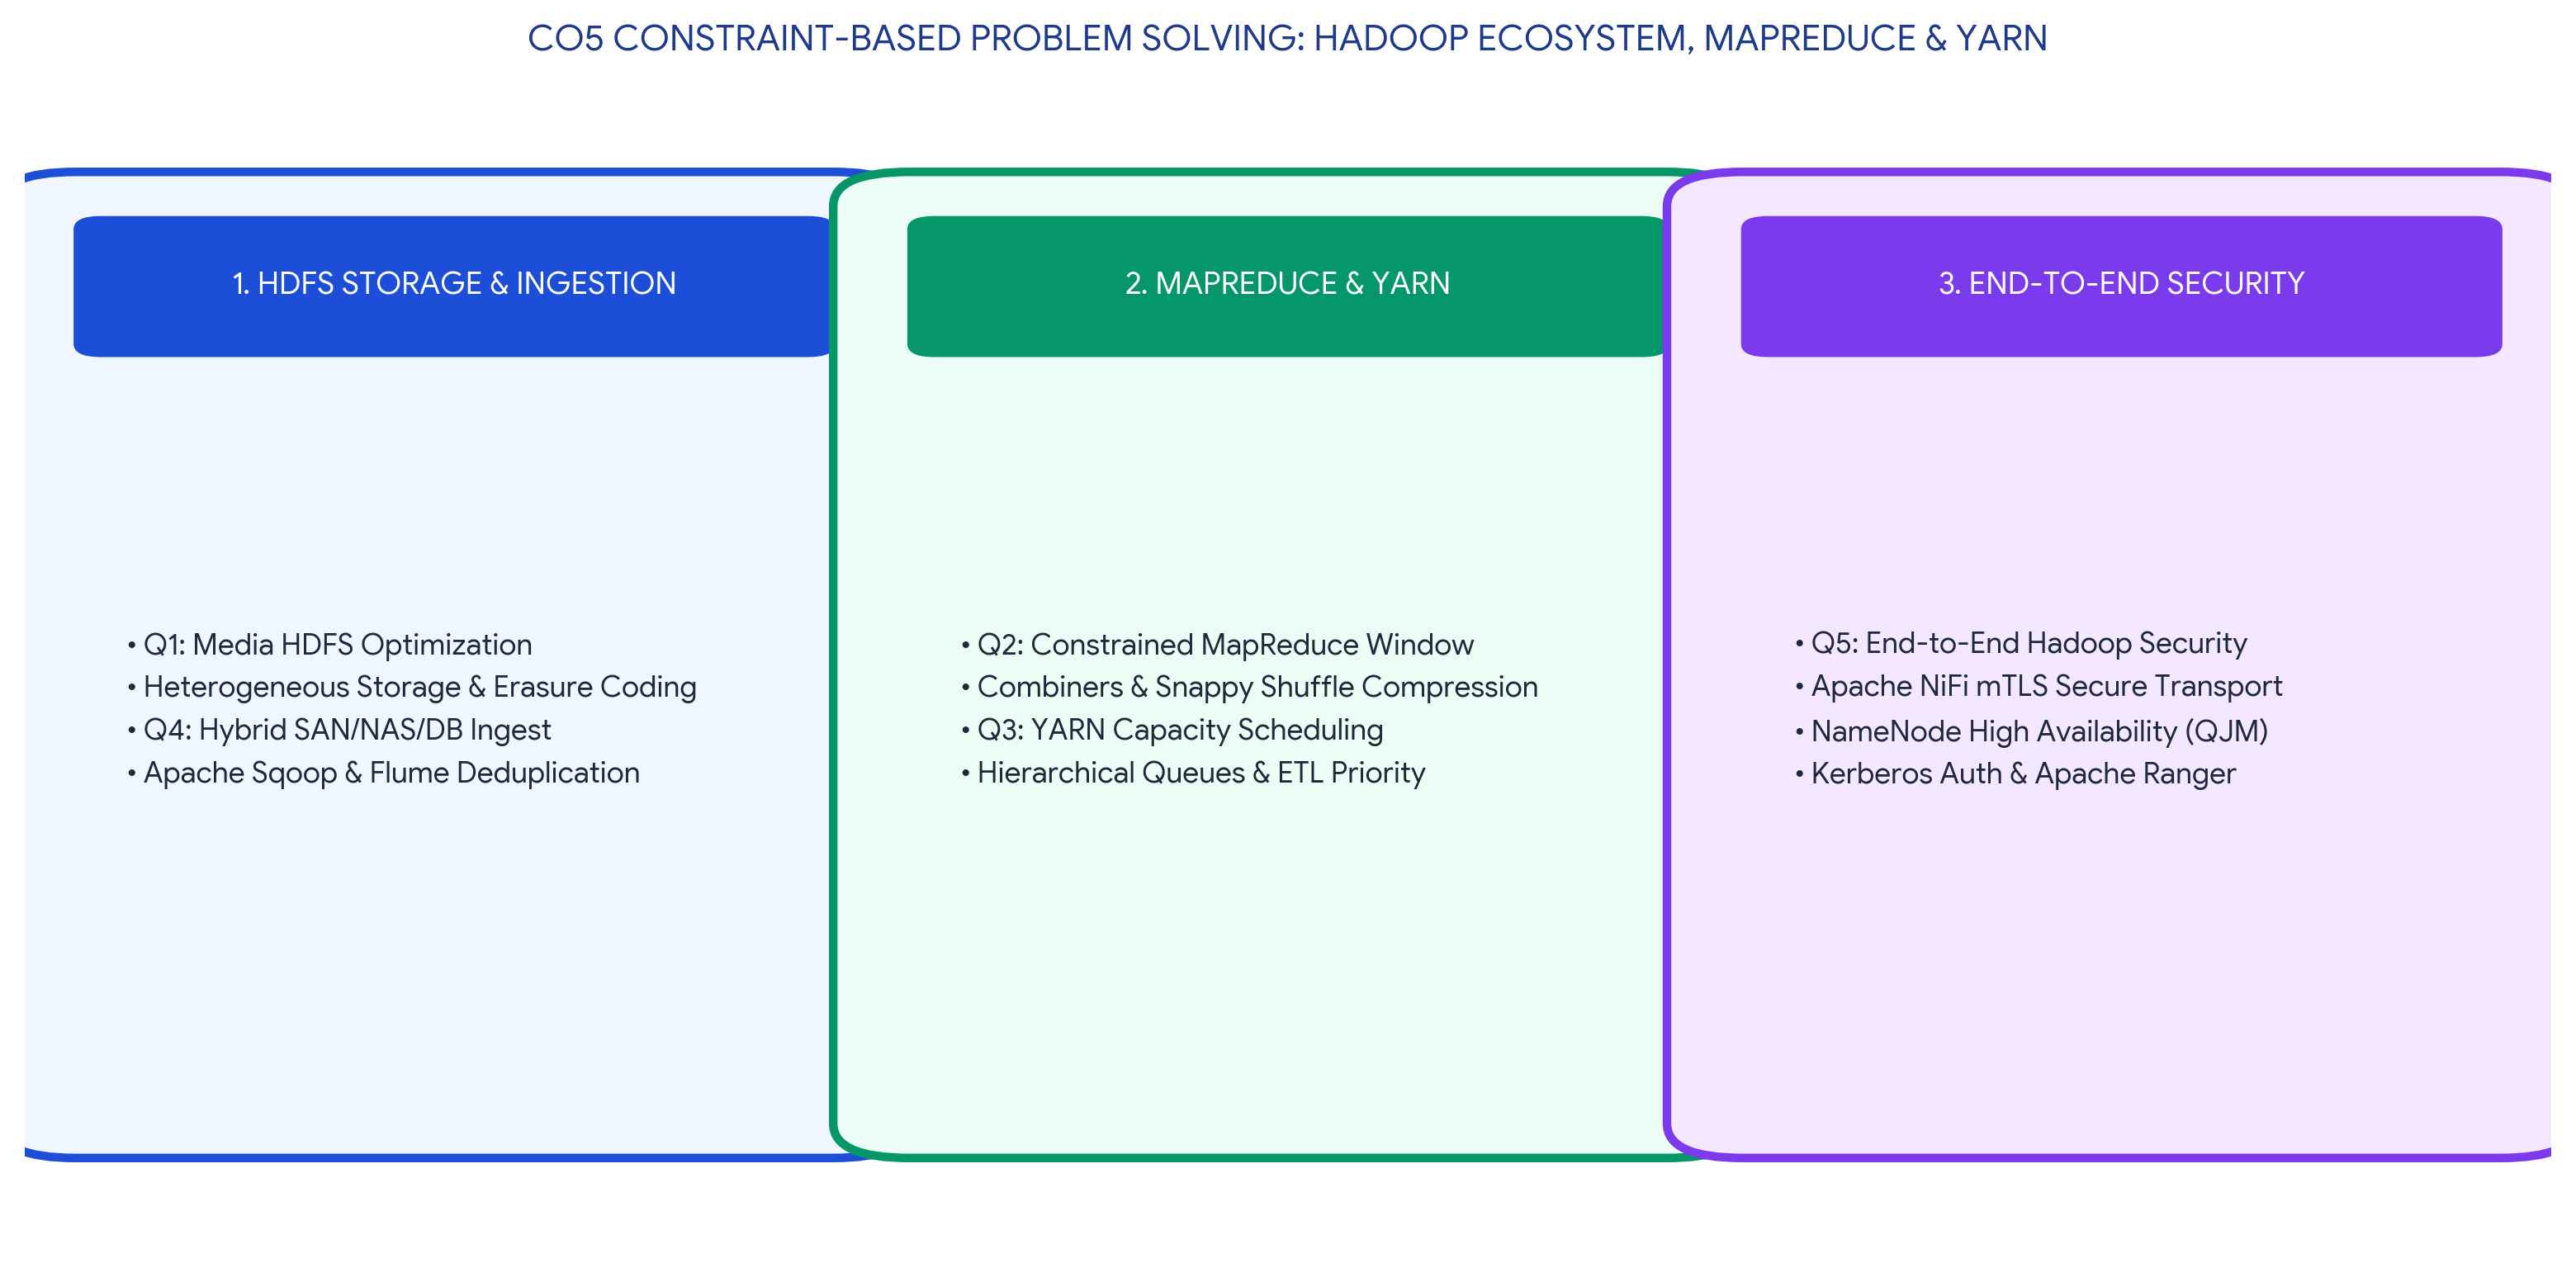 CO5 CONSTRAINT-BASED PROBLEM SOLVING: HADOOP ECOSYSTEM, MAPREDUCE & YARN
1. HDFS STORAGE & INGESTION
• Q1: Media HDFS Optimization
• Heterogeneous Storage & Erasure Coding
• Q4: Hybrid SAN/NAS/DB Ingest
• Apache Sqoop & Flume Deduplication
2. MAPREDUCE & YARN
• Q2: Constrained MapReduce Window
• Combiners & Snappy Shuffle Compression
• Q3: YARN Capacity Scheduling
• Hierarchical Queues & ETL Priority
3. END-TO-END SECURITY
• Q5: End-to-End Hadoop Security
• Apache NiFi mTLS Secure Transport
• NameNode High Availability (QJM)
• Kerberos Auth & Apache Ranger